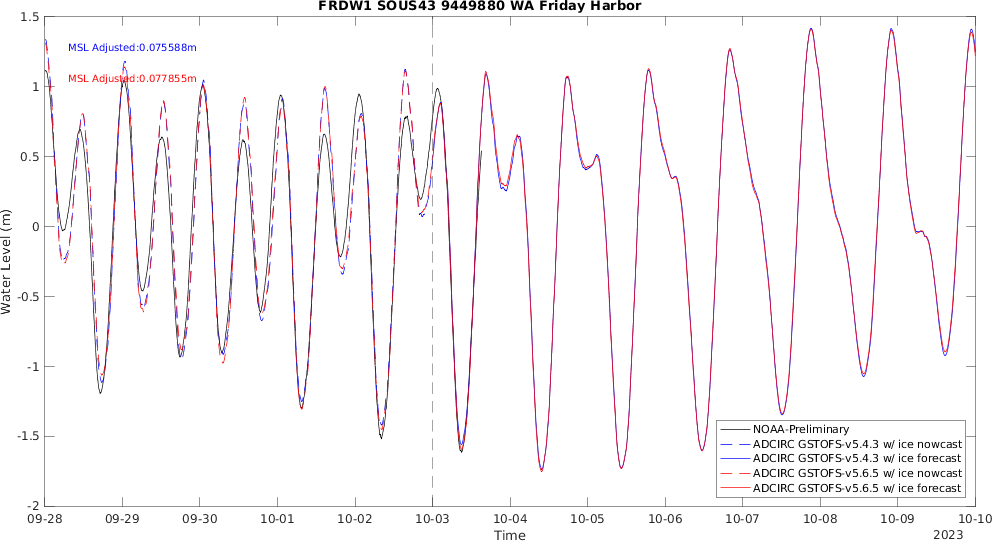 FRDW1 SOUS43 9449880 WA Friday Harbor
MSL Adjusted:0.075588m
MSL Adjusted:0.077855m
Water Level (m)
1.5
1
0.5
0
-0.5
-1
-1.5
-2
NOAA-Preliminary
ADCIRC GSTOFS-v5.4.3 w/ ice nowcast
ADCIRC GSTOFS-v5.4.3 w/ ice forecast
ADCIRC GSTOFS-v5.6.5 w/ ice nowcast
ADCIRC GSTOFS-v5.6.5 w/ ice forecast
09-28 09-29 09-30 10-01 10-02 10-03 10-04 10-05 10-06 10-07 10-08 10-09 10-10
Time
2023